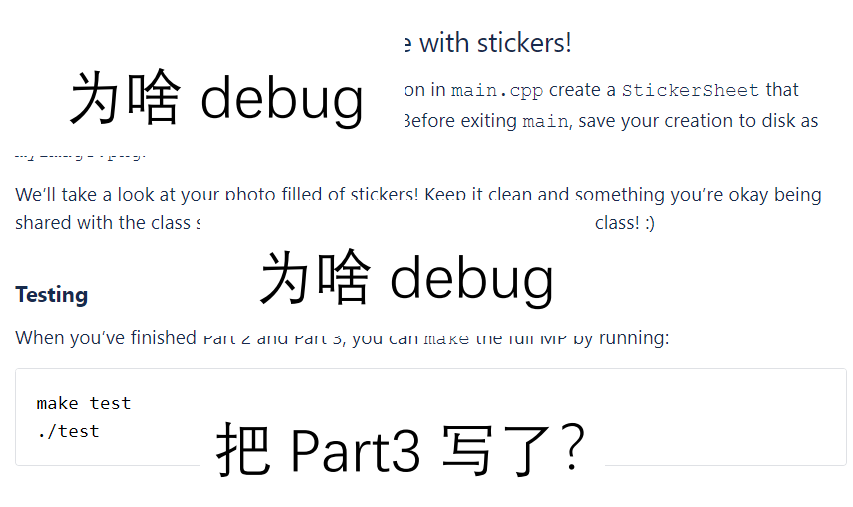 e with stickers!
为啥 debug
on in main.cpp create a StickerSheet that
Before exiting main, save your creation to disk as
We’ll take a look at your photo filled of stickers! Keep it clean and something you’re okay being
shared with the class class! :)
为啥 debug
Testing
When you’ve finished Part 2 and Part 3, you can make the full MP by running:
make test
./test
把 Part3 写了？